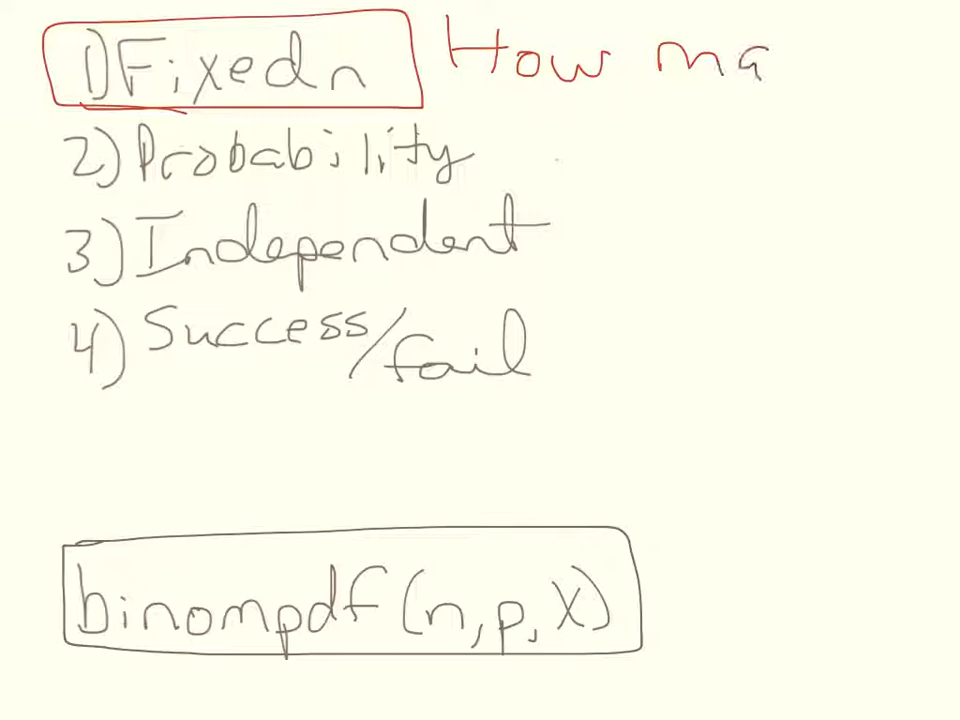 1) Fixed n How ma
2) Probability
3) Independent
4) Success/fail
binompdf (n, p, X)